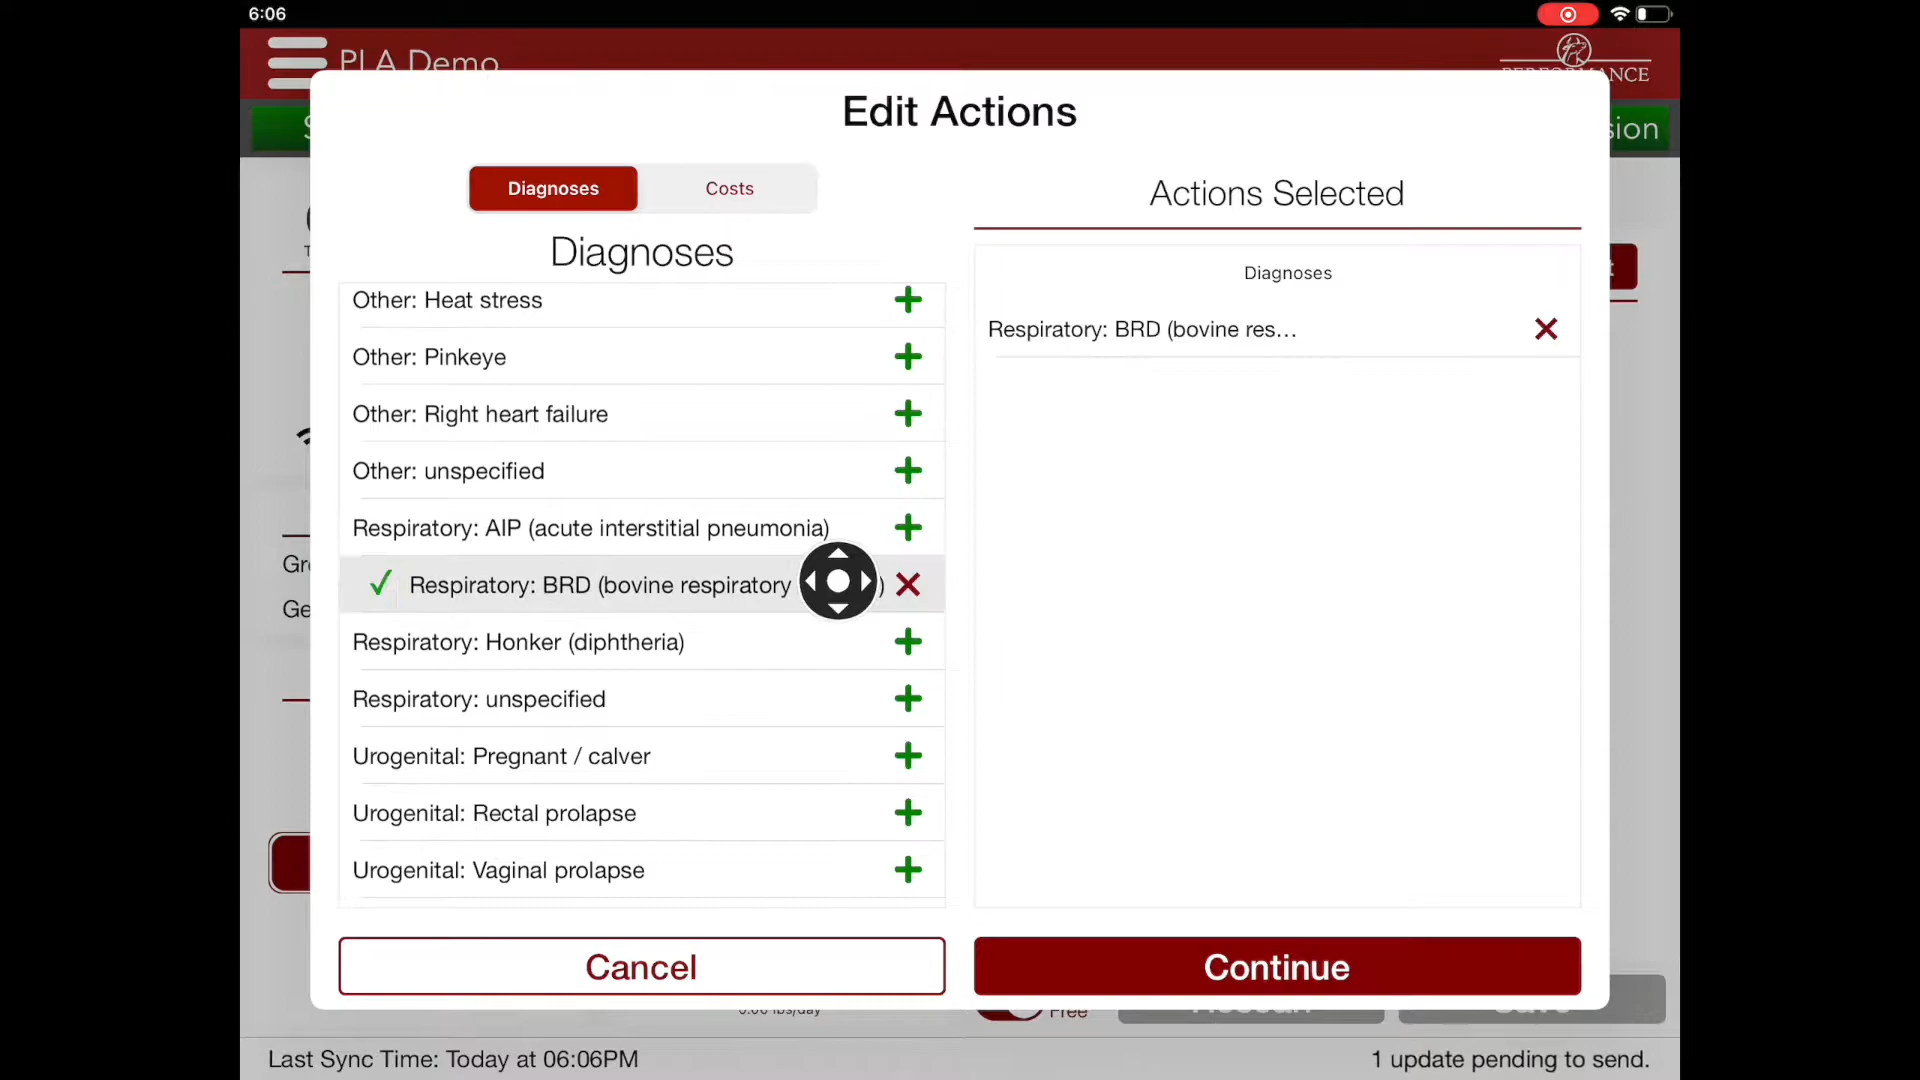 6:06
PLA Demo
Edit Actions
Diagnoses
Costs
Actions Selected
Diagnoses
Diagnoses
Other: Heat stress
Other: Pinkeye
Other: Right heart failure
Other: unspecified
Respiratory: AIP (acute interstitial pneumonia)
Respiratory: BRD (bovine respiratory )
Respiratory: Honker (diphtheria)
Respiratory: unspecified
Urogenital: Pregnant / calver
Urogenital: Rectal prolapse
Urogenital: Vaginal prolapse
Respiratory: BRD (bovine res…
Cancel
Continue
Free
Last Sync Time: Today at 06:06PM
1 update pending to send.